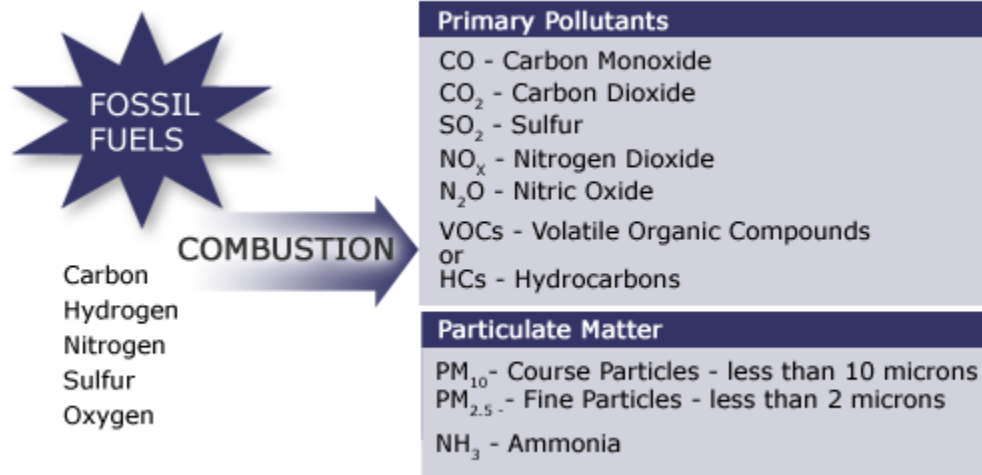 FOSSIL
FUELS
COMBUSTION
Carbon
Hydrogen
Nitrogen
Sulfur
Oxygen
Primary Pollutants
CO - Carbon Monoxide
CO₂ - Carbon Dioxide
SO₂ - Sulfur
NOₓ - Nitrogen Dioxide
N₂O - Nitric Oxide
VOCs - Volatile Organic Compounds
or
HCs - Hydrocarbons
Particulate Matter
PM₁₀- Course Particles - less than 10 microns
PM₂.₅ - Fine Particles - less than 2 microns
NH₃ - Ammonia